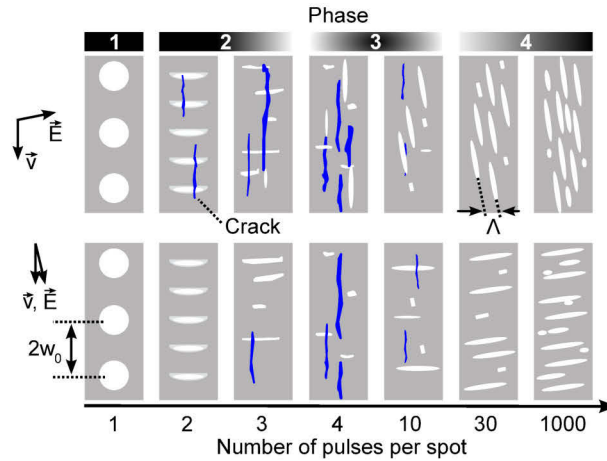 Phase
1 2 3 4
E⃗
v⃗
Crack
Λ
v⃗, E⃗
2w₀
1 2 3 4 10 30 1000
Number of pulses per spot